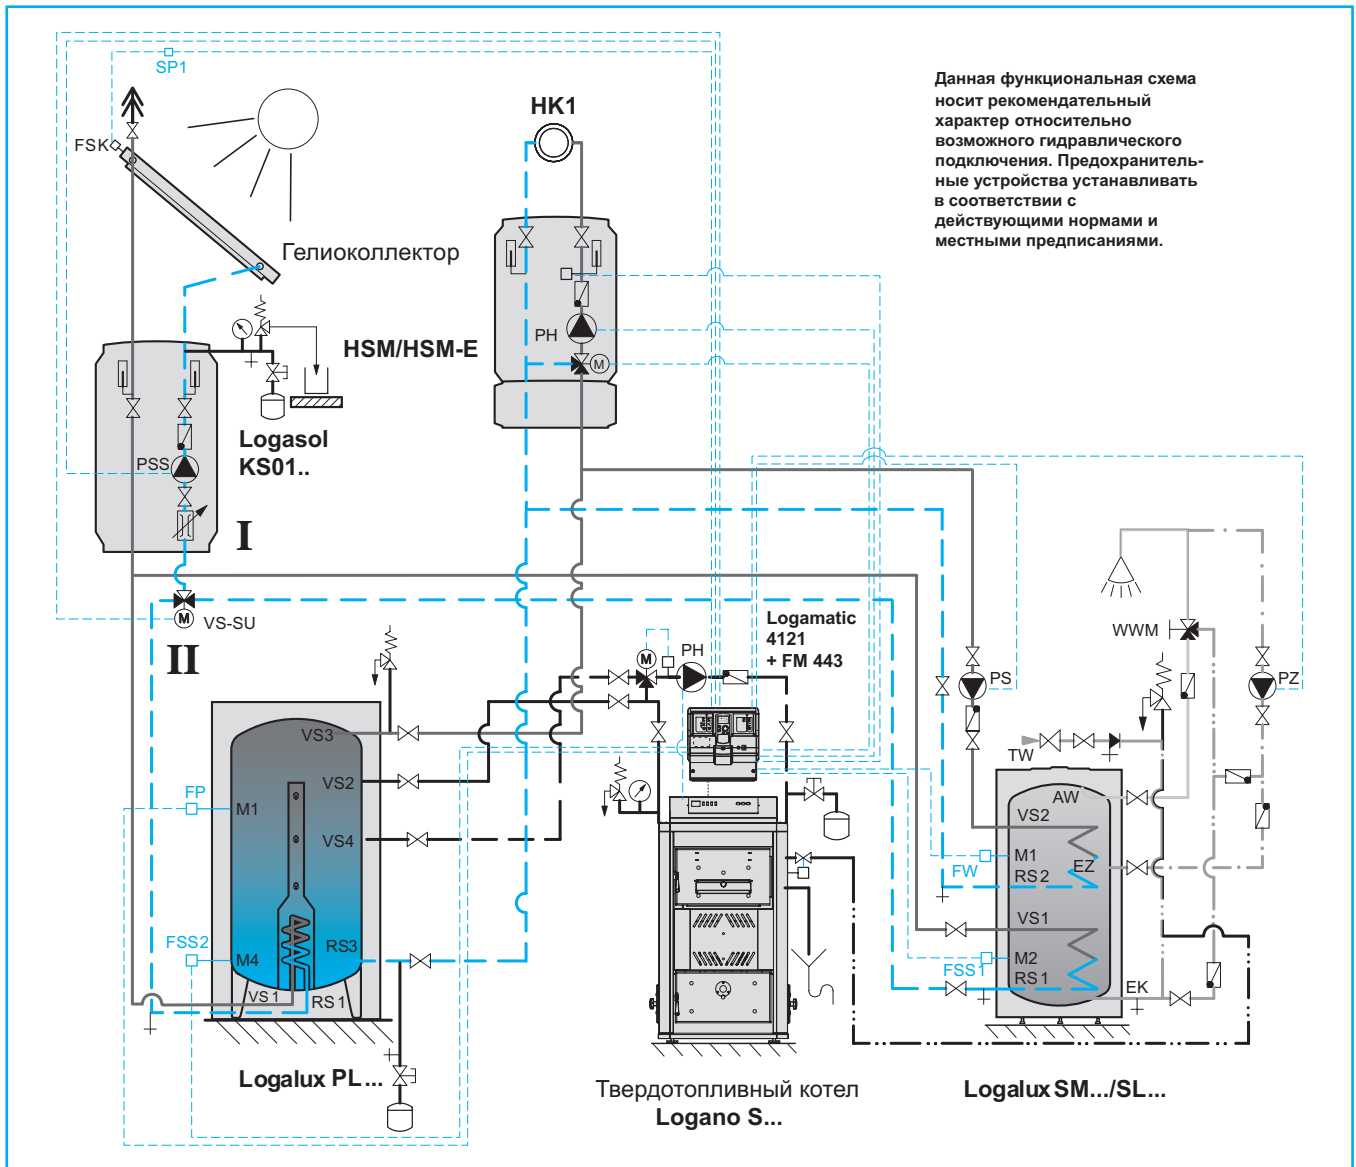 SP1
HK1
Данная функциональная схема
носит рекомендательный
характер относительно
возможного гидравлического
подключения. Предохранитель-
ные устройства устанавливать
в соответствии с
действующими нормами и
местными предписаниями.
FSK
Гелиоколлектор
HSM/HSM-E
PH
M
Logasol
KS01..
PSS
I
M
VS-SU
II
Logamatic
4121
+ FM 443
M
PH
WWM
PS
PZ
TW
VS3
VS2
VS4
FP
M1
FSS2
M4
RS3
VS1
RS1
AW
VS2
M1
EZ
FW
RS2
VS1
M2
FSS1
RS1
EK
Logalux PL...
Твердотопливный котел
Logano S...
Logalux SM.../SL...